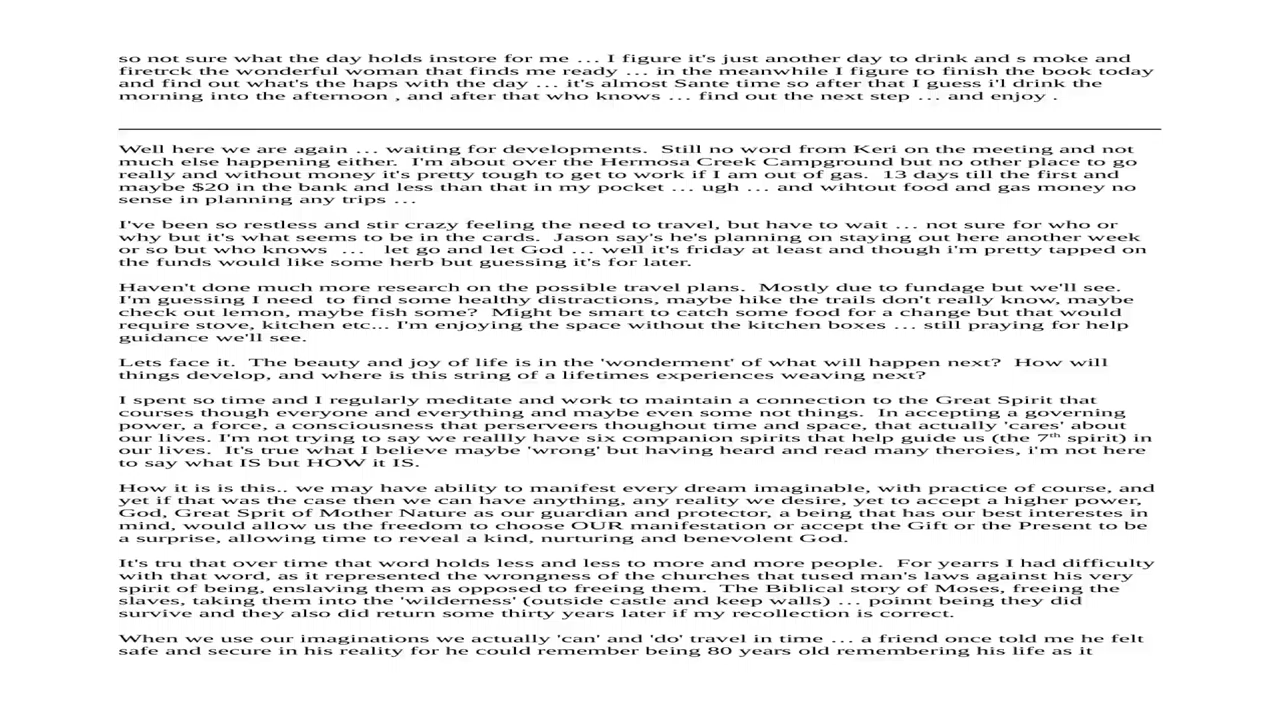 so not sure what the day holds instore for me ... I figure it's just another day to drink and s moke and
firetrck the wonderful woman that finds me ready ... in the meanwhile I figure to finish the book today
and find out what's the haps with the day ... it's almost Sante time so after that I guess i'l drink the
morning into the afternoon , and after that who knows ... find out the next step ... and enjoy .
Well here we are again ... waiting for developments. Still no word from Keri on the meeting and not
much else happening either. I'm about over the Hermosa Creek Campground but no other place to go
really and without money it's pretty tough to get to work if I am out of gas. 13 days till the first and
maybe $20 in the bank and less than that in my pocket ... ugh ... and wihtout food and gas money no
sense in planning any trips ...
I've been so restless and stir crazy feeling the need to travel, but have to wait ... not sure for who or
why but it's what seems to be in the cards. Jason say's he's planning on staying out here another week
or so but who knows ... let go and let God ... well it's friday at least and though i'm pretty tapped on
the funds would like some herb but guessing it's for later.
Haven't done much more research on the possible travel plans. Mostly due to fundage but we'll see.
I'm guessing I need to find some healthy distractions, maybe hike the trails don't really know, maybe
check out lemon, maybe fish some? Might be smart to catch some food for a change but that would
require stove, kitchen etc... I'm enjoying the space without the kitchen boxes ... still praying for help
guidance we'll see.
Lets face it. The beauty and joy of life is in the 'wonderment' of what will happen next? How will
things develop, and where is this string of a lifetimes experiences weaving next?
I spent so time and I regularly meditate and work to maintain a connection to the Great Spirit that
courses though everyone and everything and maybe even some not things. In accepting a governing
power, a force, a consciousness that perserveers thoughout time and space, that actually 'cares' about
our lives. I'm not trying to say we reallly have six companion spirits that help guide us (the 7th spirit) in
our lives. It's true what I believe maybe 'wrong' but having heard and read many theroies, i'm not here
to say what IS but HOW it IS.
How it is is this.. we may have ability to manifest every dream imaginable, with practice of course, and
yet if that was the case then we can have anything, any reality we desire, yet to accept a higher power,
God, Great Sprit of Mother Nature as our guardian and protector, a being that has our best interestes in
mind, would allow us the freedom to choose OUR manifestation or accept the Gift or the Present to be
a surprise, allowing time to reveal a kind, nurturing and benevolent God.
It's tru that over time that word holds less and less to more and more people. For yearrs I had difficulty
with that word, as it represented the wrongness of the churches that tused man's laws against his very
spirit of being, enslaving them as opposed to freeing them. The Biblical story of Moses, freeing the
slaves, taking them into the 'wilderness' (outside castle and keep walls) ... poinnt being they did
survive and they also did return some thirty years later if my recollection is correct.
When we use our imaginations we actually 'can' and 'do' travel in time ... a friend once told me he felt
safe and secure in his reality for he could remember being 80 years old remembering his life as it